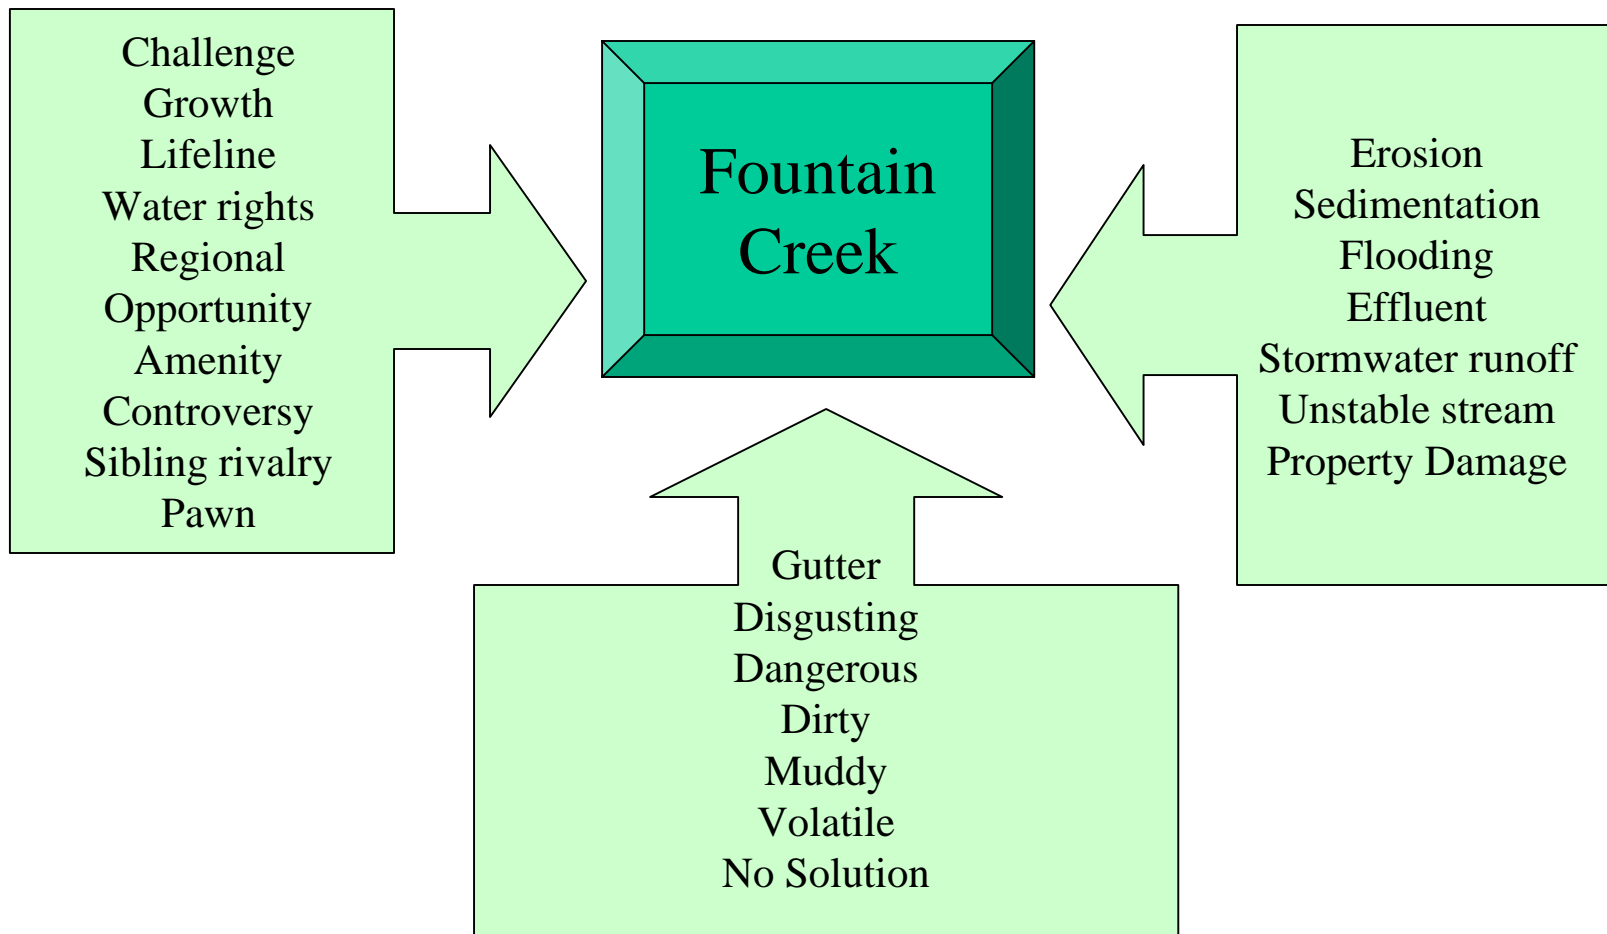 Challenge
Growth
Lifeline
Water rights
Regional
Opportunity
Amenity
Controversy
Sibling rivalry
Pawn
Fountain
Creek
Erosion
Sedimentation
Flooding
Effluent
Stormwater runoff
Unstable stream
Property Damage
Gutter
Disgusting
Dangerous
Dirty
Muddy
Volatile
No Solution